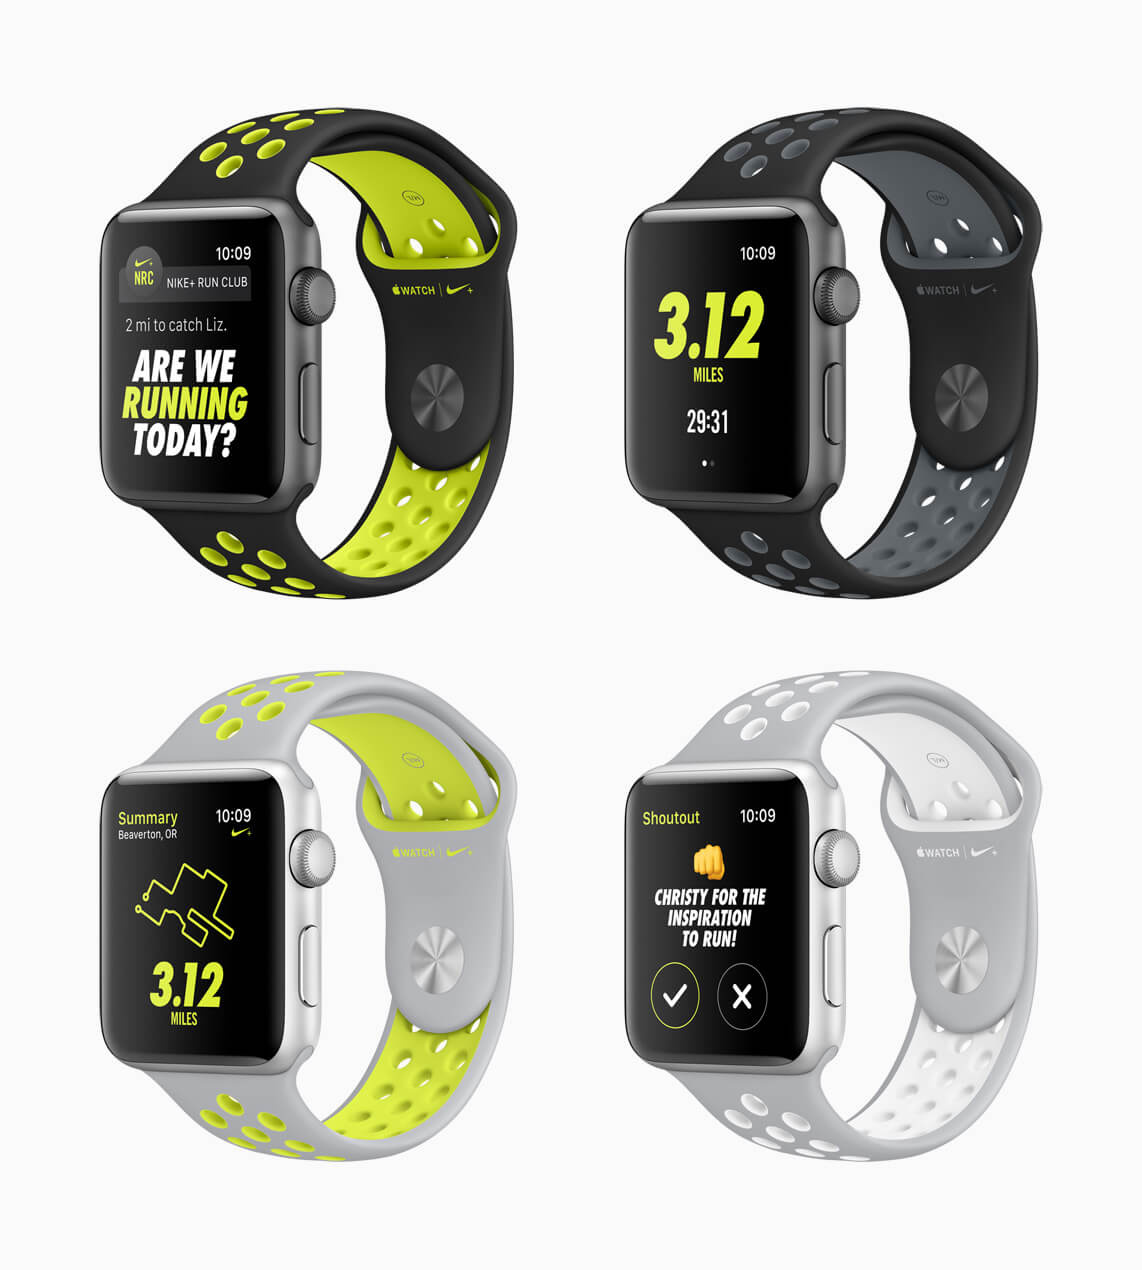 10:09
NRC
NIKE+ RUN CLUB
2 mi to catch Liz.
ARE WE
RUNNING
TODAY?
WATCH
M/L
10:09
3.12
MILES
29:31
WATCH
M/L
Summary 10:09
Beaverton, OR
3.12
MILES
WATCH
M/L
Shoutout 10:09
CHRISTY FOR THE
INSPIRATION
TO RUN!
WATCH
M/L